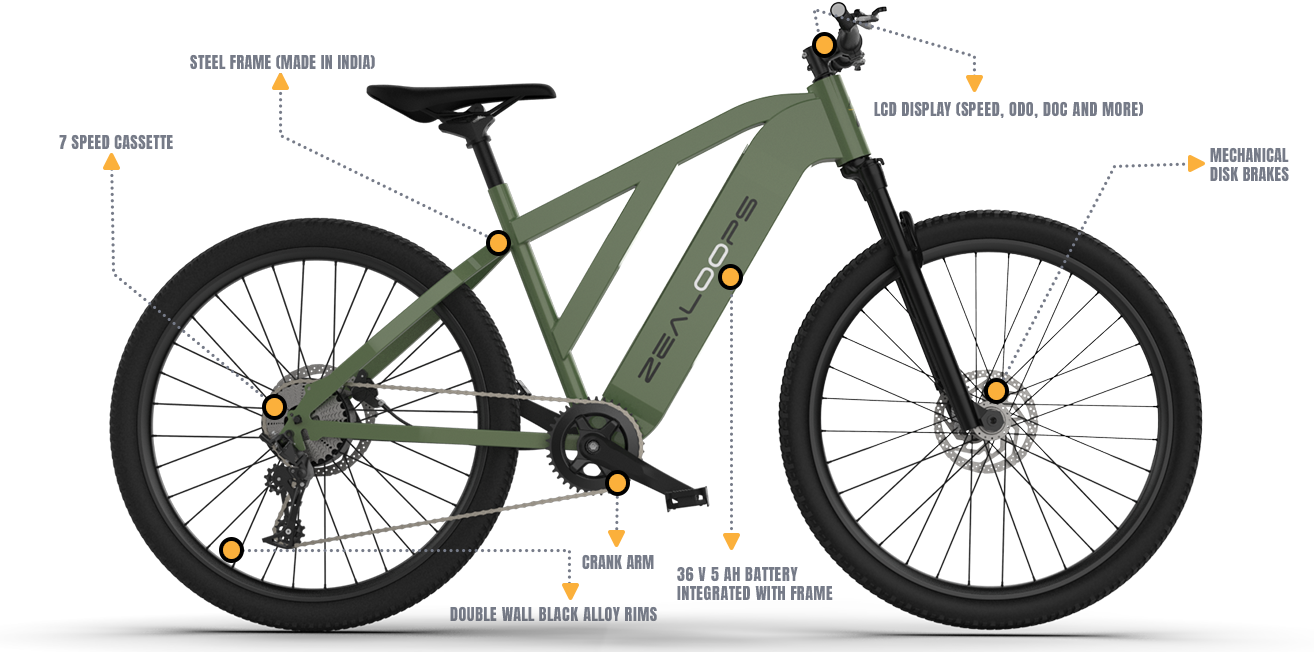 STEEL FRAME (MADE IN INDIA)
LCD DISPLAY (SPEED, ODO, DOC AND MORE)
7 SPEED CASSETTE
MECHANICAL
DISK BRAKES
ZEALOOPS
CRANK ARM
36 V 5 AH BATTERY
INTEGRATED WITH FRAME
DOUBLE WALL BLACK ALLOY RIMS